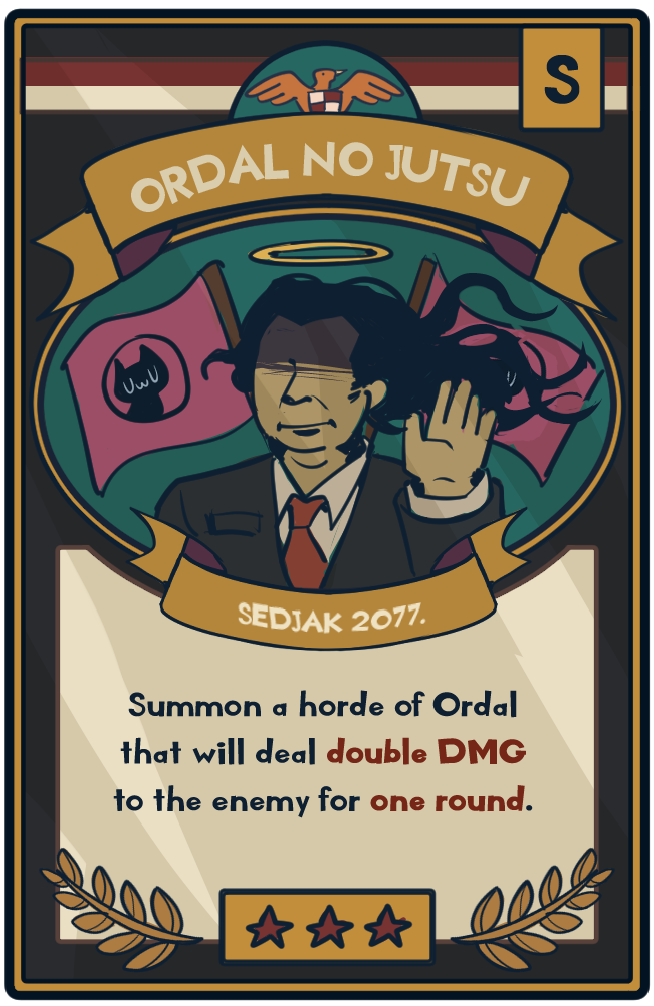 S
ORDAL NO JUTSU
UwU
SEDJAK 2077.
Summon a horde of Ordal
that will deal double DMG
to the enemy for one round.